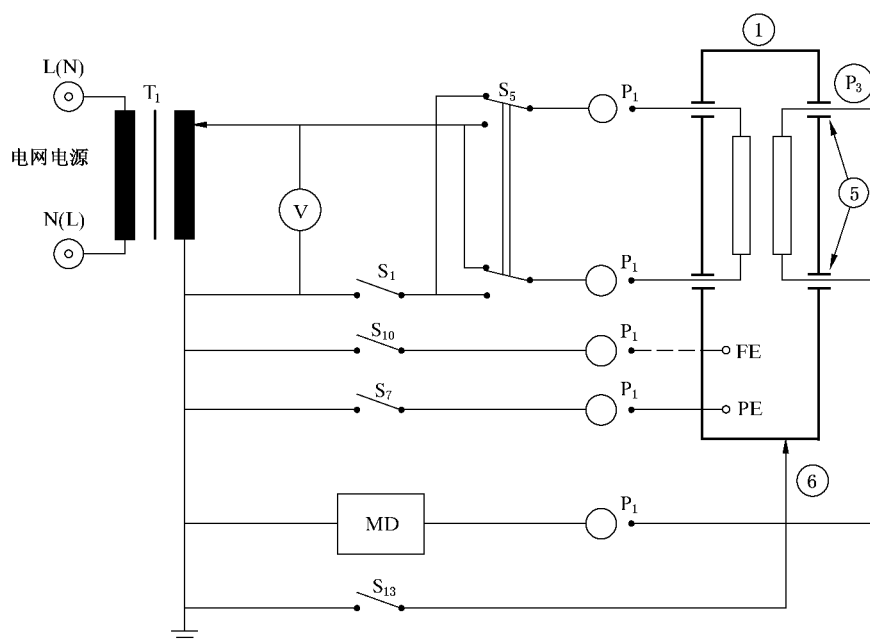 ①
L(N)
T₁
S₅
P₁
P₃
电网电源
⑤
V
N(L)
S₁
P₁
S₁₀
P₁
FE
S₇
P₁
PE
⑥
P₁
MD
S₁₃